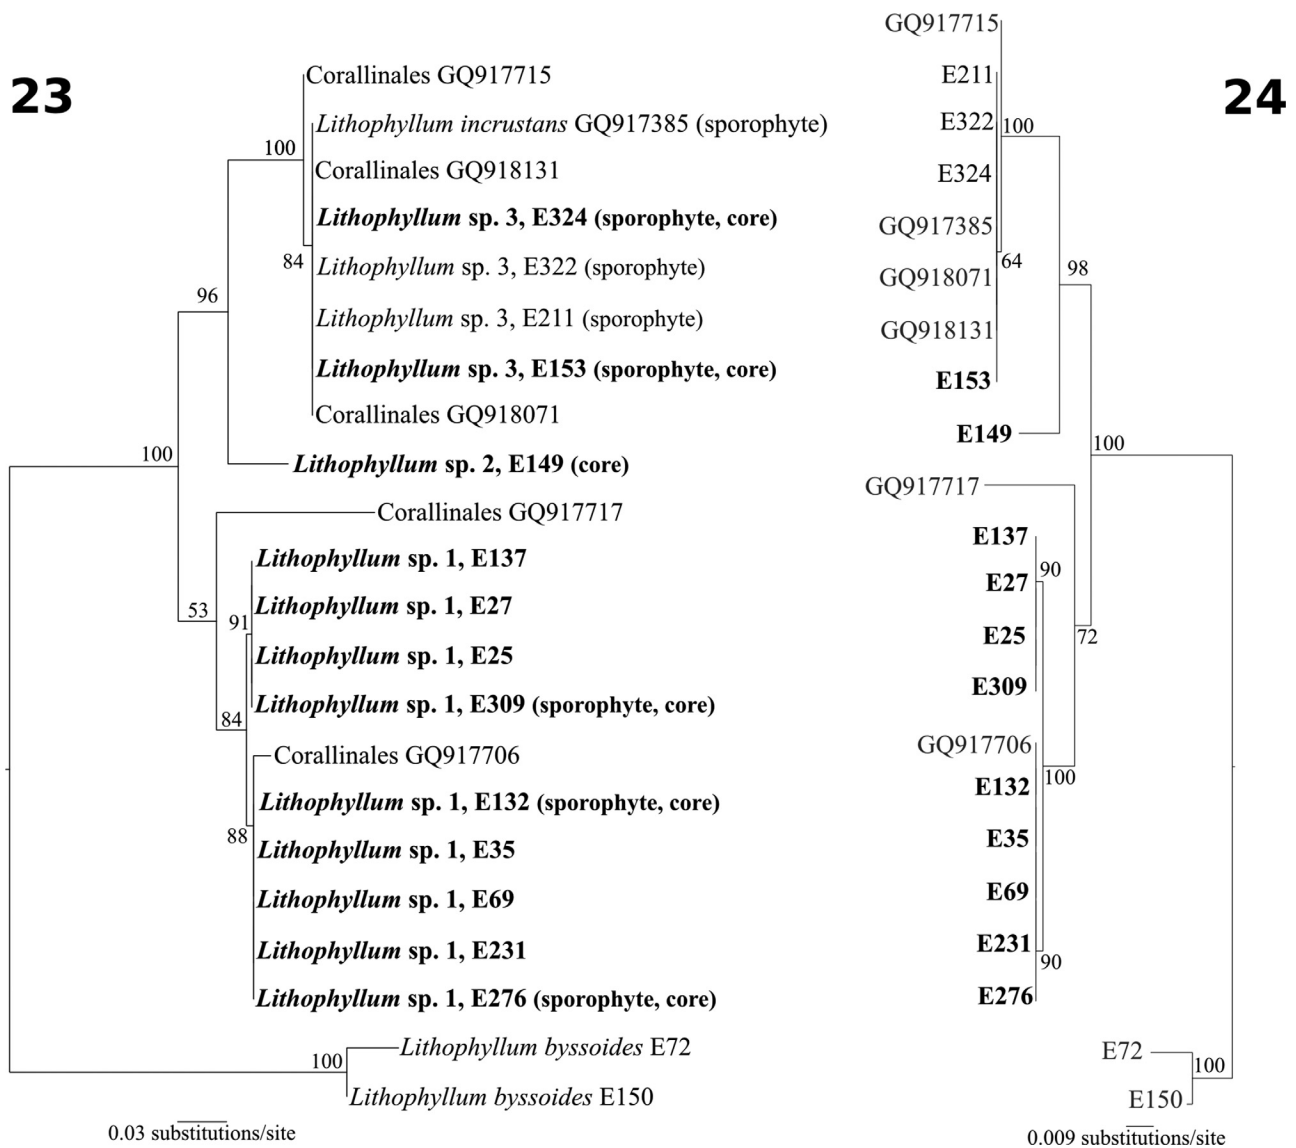 23
24
Corallinales GQ917715
100
Lithophyllum incrustans GQ917385 (sporophyte)
Corallinales GQ918131
Lithophyllum sp. 3, E324 (sporophyte, core)
84
Lithophyllum sp. 3, E322 (sporophyte)
96
Lithophyllum sp. 3, E211 (sporophyte)
Lithophyllum sp. 3, E153 (sporophyte, core)
Corallinales GQ918071
100
Lithophyllum sp. 2, E149 (core)
Corallinales GQ917717
Lithophyllum sp. 1, E137
53
91
Lithophyllum sp. 1, E27
Lithophyllum sp. 1, E25
Lithophyllum sp. 1, E309 (sporophyte, core)
84
Corallinales GQ917706
Lithophyllum sp. 1, E132 (sporophyte, core)
88
Lithophyllum sp. 1, E35
Lithophyllum sp. 1, E69
Lithophyllum sp. 1, E231
Lithophyllum sp. 1, E276 (sporophyte, core)
100
Lithophyllum byssoides E72
Lithophyllum byssoides E150
0.03 substitutions/site
GQ917715
E211
E322
100
E324
GQ917385
64
98
GQ918071
GQ918131
E153
E149
100
GQ917717
E137
90
E27
E25
72
E309
GQ917706
100
E132
E35
E69
E231
90
E276
E72
100
E150
0.009 substitutions/site